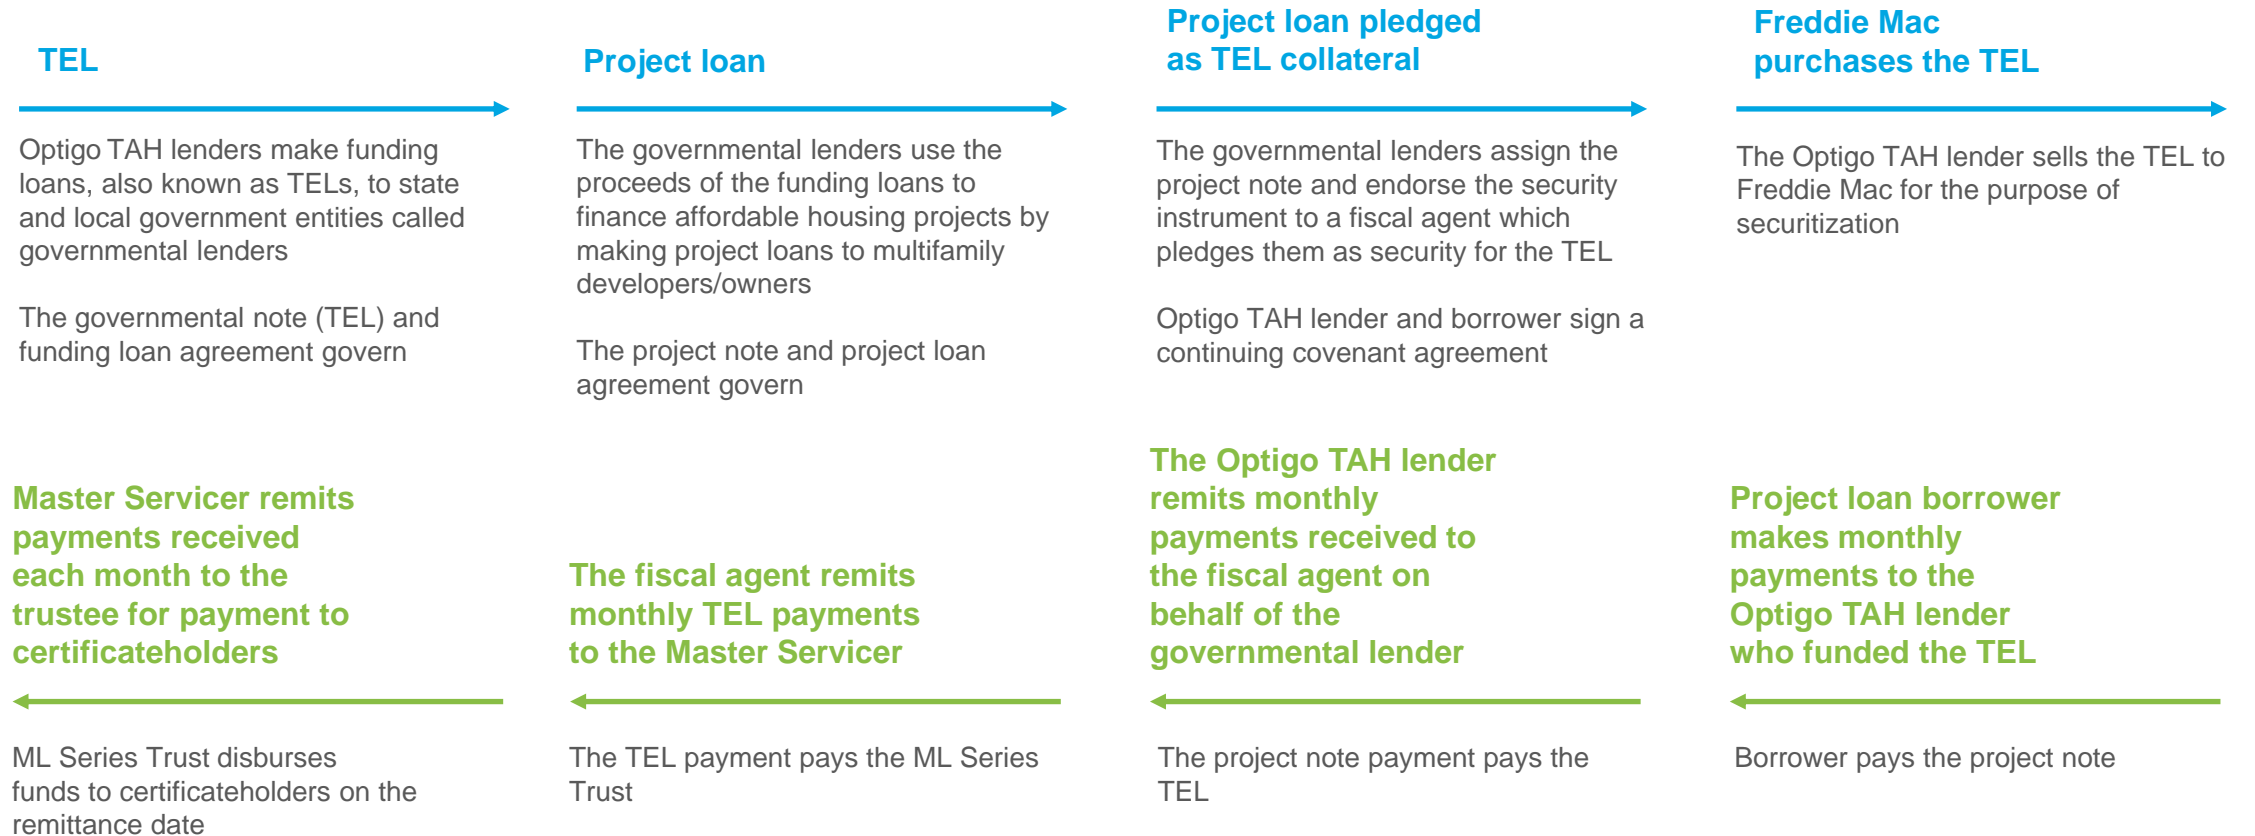 TEL
Optigo TAH lenders make funding
loans, also known as TELs, to state
and local government entities called
governmental lenders
The governmental note (TEL) and
funding loan agreement govern
Project loan
The governmental lenders use the
proceeds of the funding loans to
finance affordable housing projects by
making project loans to multifamily
developers/owners
The project note and project loan
agreement govern
Project loan pledged
as TEL collateral
The governmental lenders assign the
project note and endorse the security
instrument to a fiscal agent which
pledges them as security for the TEL
Optigo TAH lender and borrower sign a
continuing covenant agreement
Freddie Mac
purchases the TEL
The Optigo TAH lender sells the TEL to
Freddie Mac for the purpose of
securitization
Master Servicer remits
payments received
each month to the
trustee for payment to
certificateholders
ML Series Trust disburses
funds to certificateholders on the
remittance date
The fiscal agent remits
monthly TEL payments
to the Master Servicer
The TEL payment pays the ML Series
Trust
The Optigo TAH lender
remits monthly
payments received to
the fiscal agent on
behalf of the
governmental lender
The project note payment pays the
TEL
Project loan borrower
makes monthly
payments to the
Optigo TAH lender
who funded the TEL
Borrower pays the project note